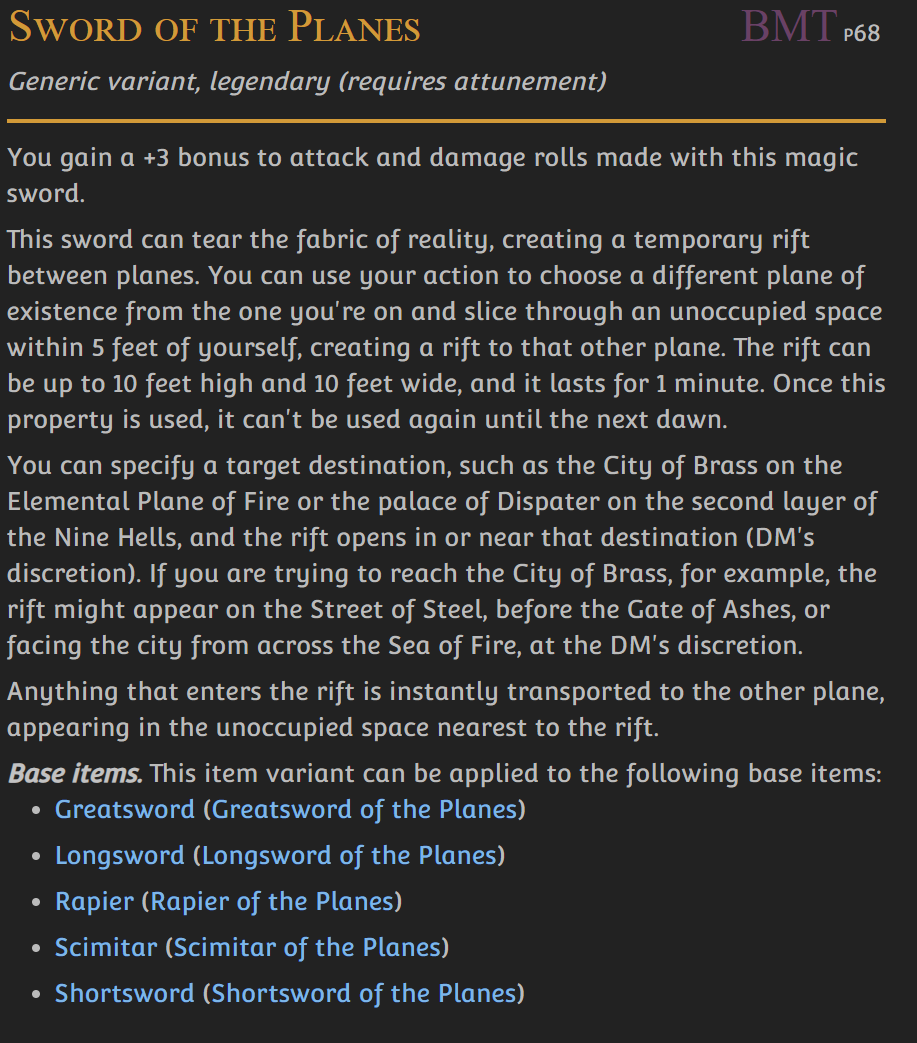 Sword of the Planes BMT p68
Generic variant, legendary (requires attunement)
You gain a +3 bonus to attack and damage rolls made with this magic
sword.
This sword can tear the fabric of reality, creating a temporary rift
between planes. You can use your action to choose a different plane of
existence from the one you're on and slice through an unoccupied space
within 5 feet of yourself, creating a rift to that other plane. The rift can
be up to 10 feet high and 10 feet wide, and it lasts for 1 minute. Once this
property is used, it can't be used again until the next dawn.
You can specify a target destination, such as the City of Brass on the
Elemental Plane of Fire or the palace of Dispater on the second layer of
the Nine Hells, and the rift opens in or near that destination (DM's
discretion). If you are trying to reach the City of Brass, for example, the
rift might appear on the Street of Steel, before the Gate of Ashes, or
facing the city from across the Sea of Fire, at the DM's discretion.
Anything that enters the rift is instantly transported to the other plane,
appearing in the unoccupied space nearest to the rift.
Base items. This item variant can be applied to the following base items:
• Greatsword (Greatsword of the Planes)
• Longsword (Longsword of the Planes)
• Rapier (Rapier of the Planes)
• Scimitar (Scimitar of the Planes)
• Shortsword (Shortsword of the Planes)